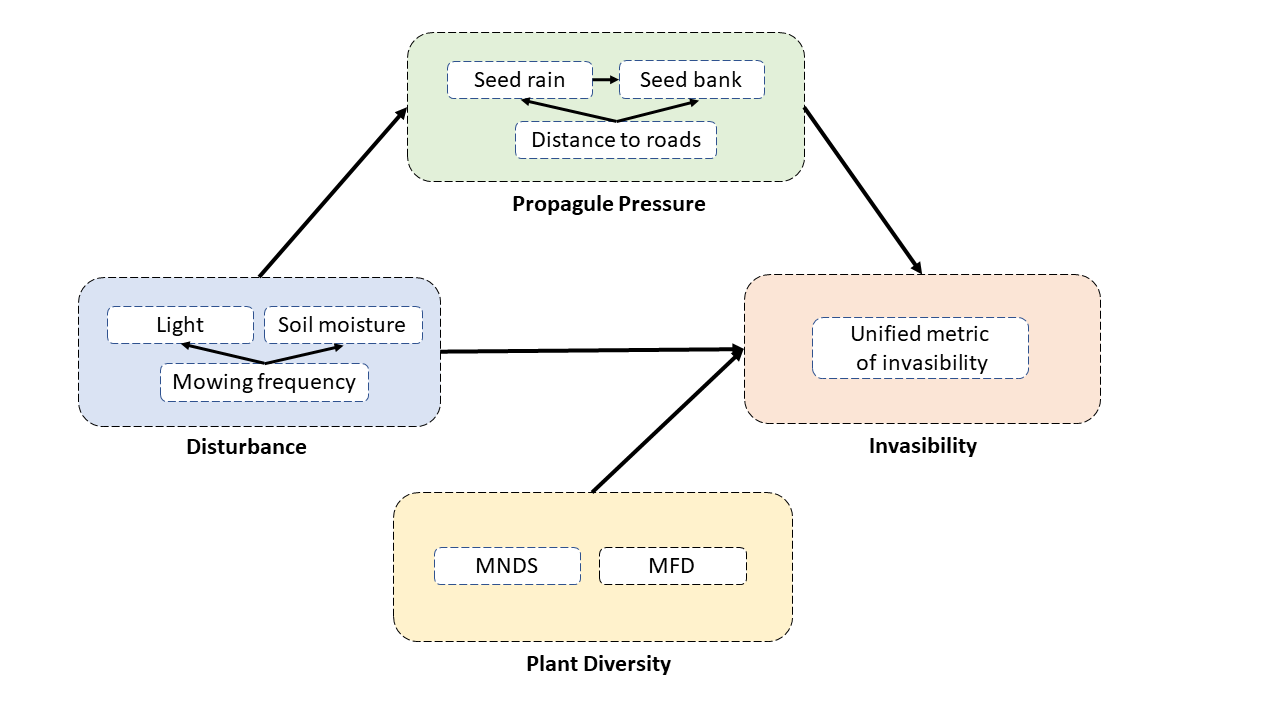 Seed rain
Seed bank
Distance to roads
Propagule Pressure
Light
Soil moisture
Mowing frequency
Disturbance
Unified metric
of invasibility
Invasibility
MNDS
MFD
Plant Diversity